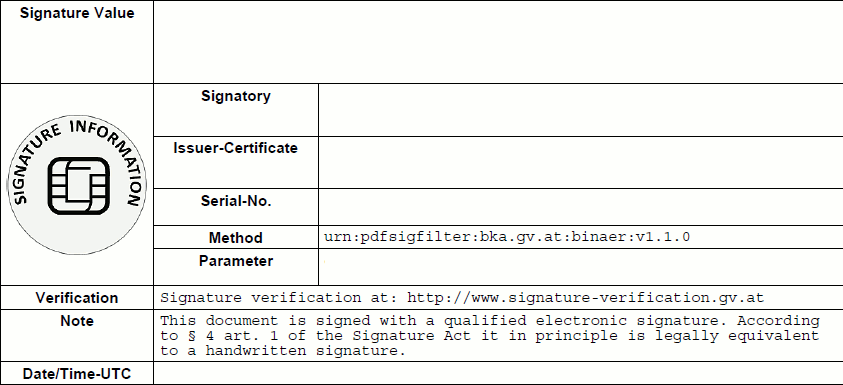 Signature Value
SIGNATURE INFORMATION
Signatory
Issuer-Certificate
Serial-No.
Method urn:pdfsigfilter:bka.gv.at:binaer:v1.1.0
Parameter
Verification Signature verification at: http://www.signature-verification.gv.at
Note This document is signed with a qualified electronic signature. According
to § 4 art. 1 of the Signature Act it in principle is legally equivalent
to a handwritten signature.
Date/Time-UTC